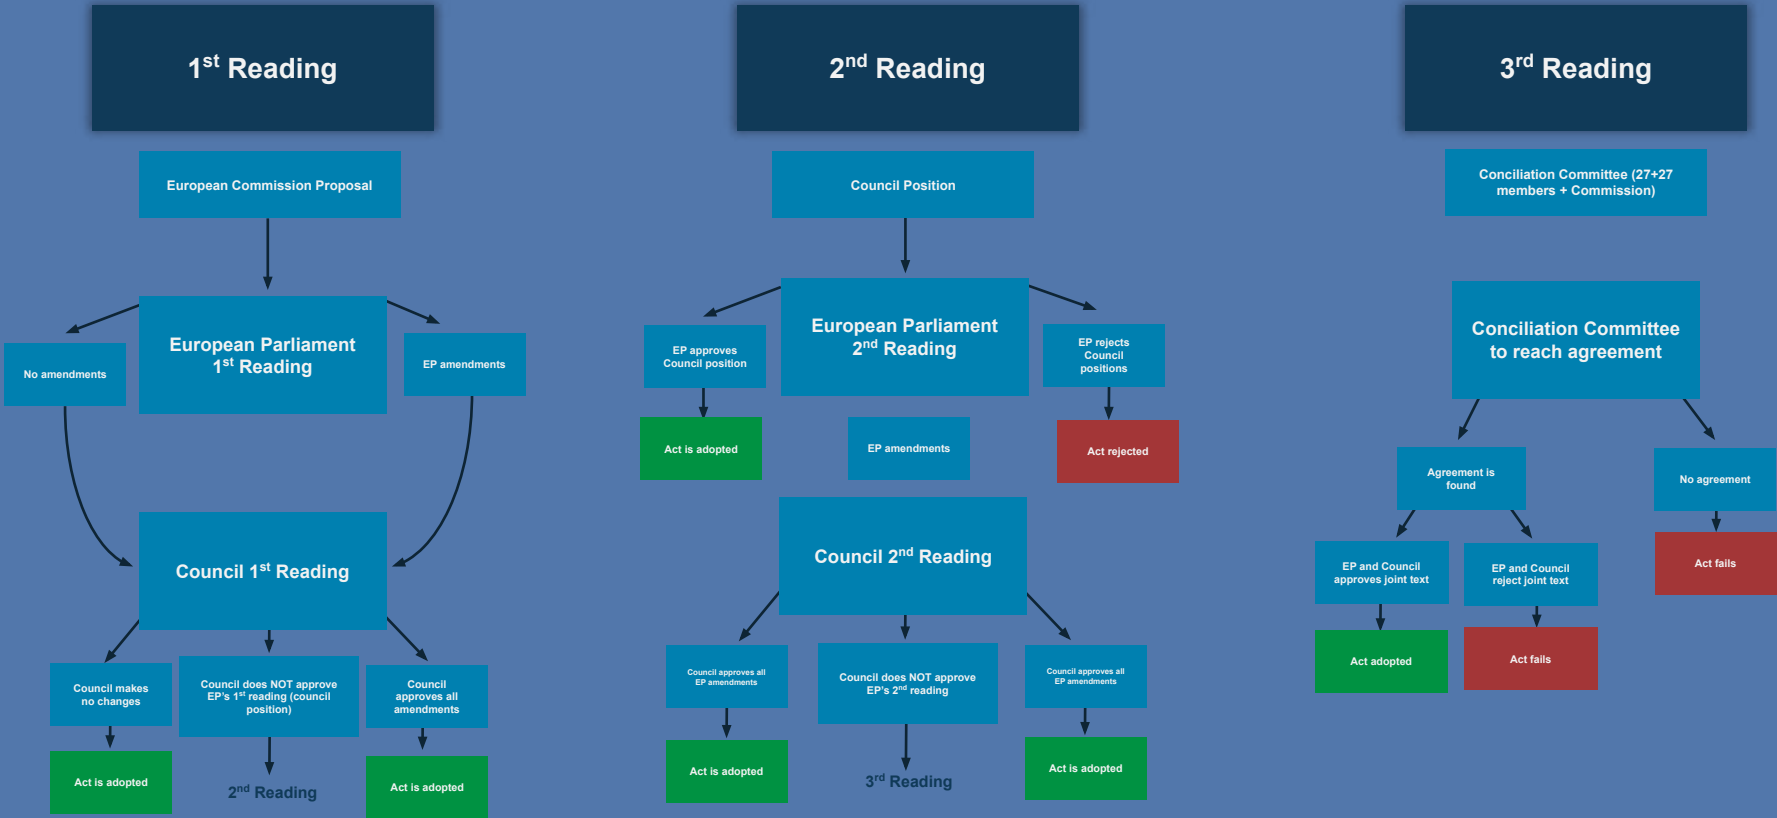 1st Reading
European Commission Proposal
European Parliament
1st Reading
No amendments
EP amendments
Council 1st Reading
Council makes
no changes
Council does NOT approve
EP's 1st reading (council
position)
Council
approves all
amendments
Act is adopted
2nd Reading
Act is adopted
2nd Reading
Council Position
European Parliament
2nd Reading
EP approves
Council position
EP rejects
Council
positions
Act is adopted
EP amendments
Act rejected
Council 2nd Reading
Council approves all
EP amendments
Council does NOT approve
EP's 2nd reading
Council approves all
EP amendments
Act is adopted
3rd Reading
Act is adopted
3rd Reading
Conciliation Committee (27+27
members + Commission)
Conciliation Committee
to reach agreement
Agreement is
found
No agreement
EP and Council
approves joint text
EP and Council
reject joint text
Act fails
Act adopted
Act fails